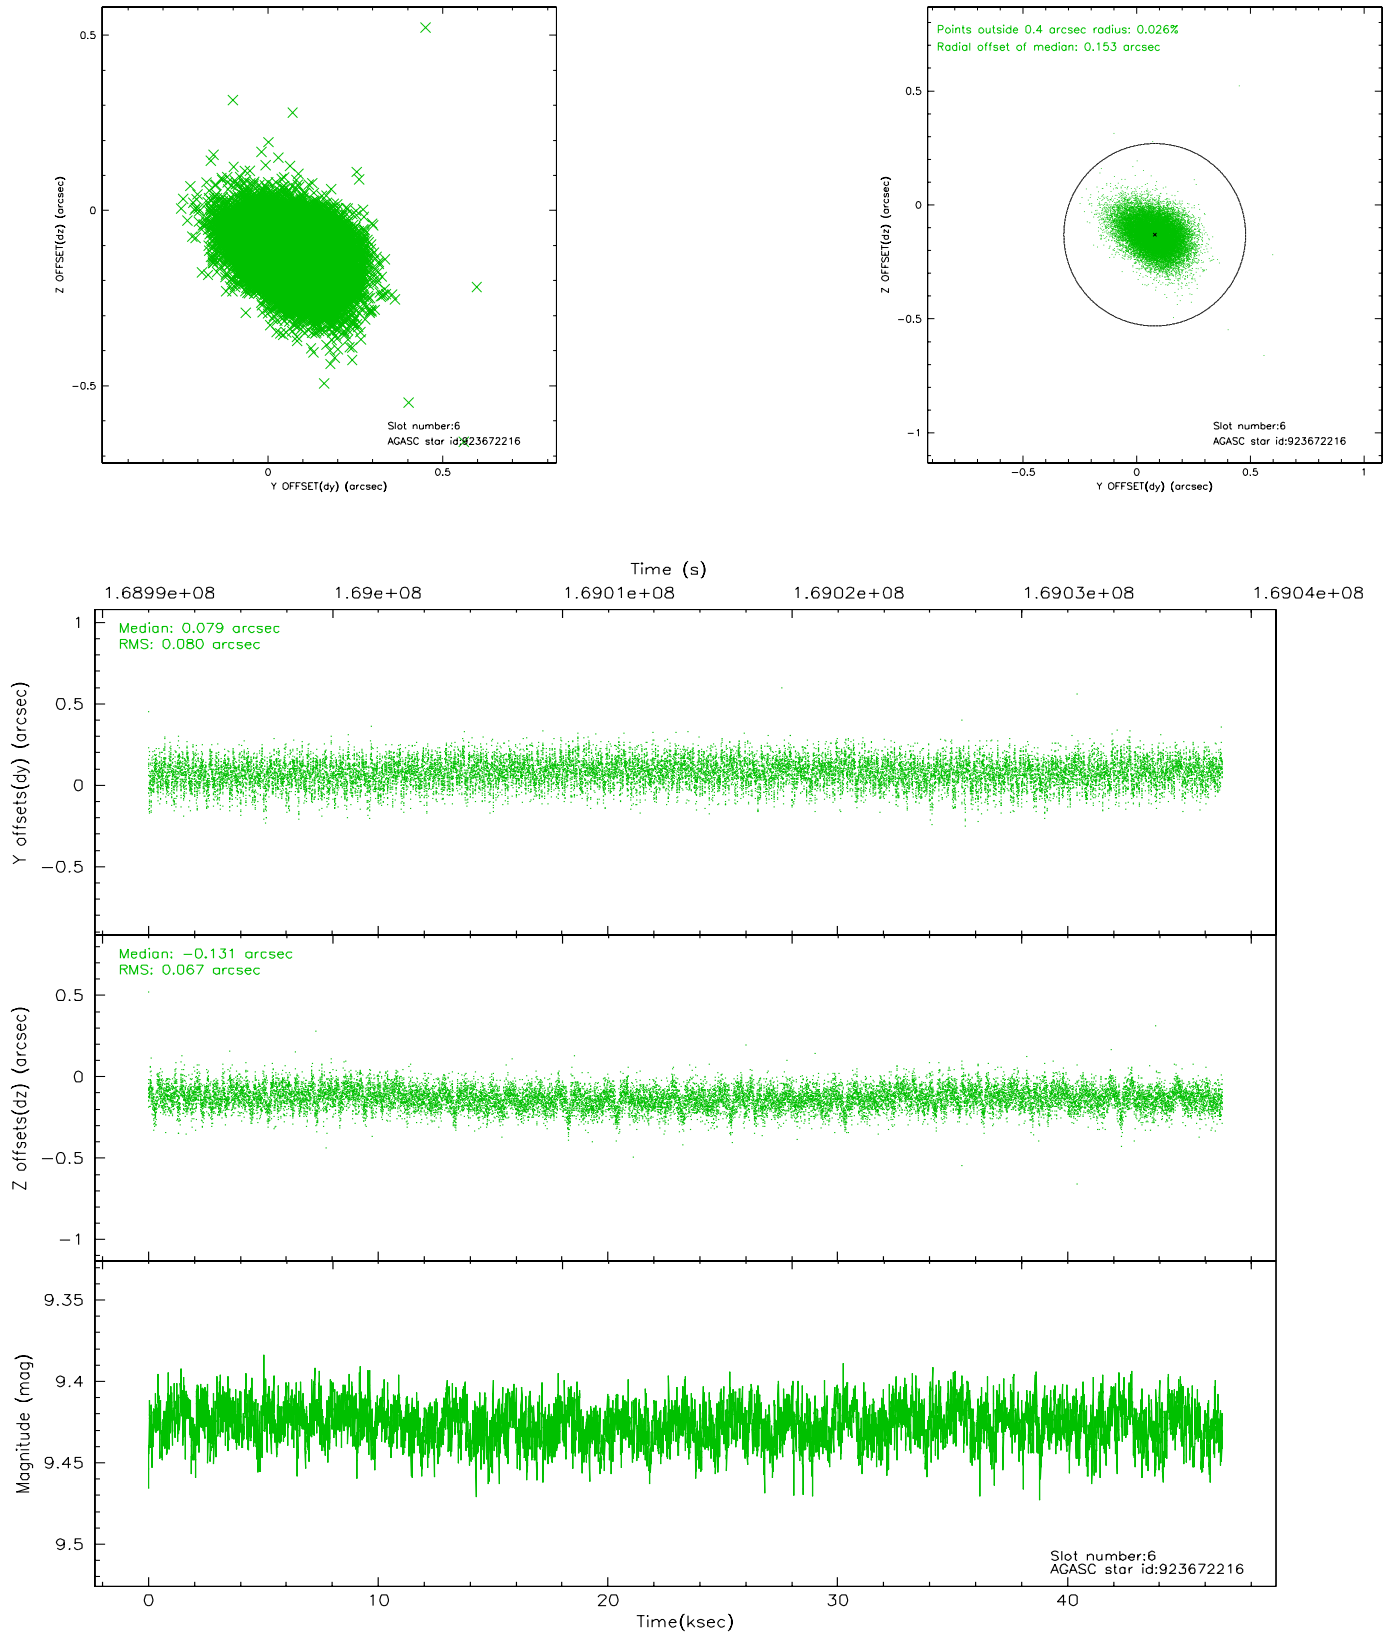 0.5
0
−0.5
Z OFFSET(dz) (arcsec)
Slot number:6
AGASC star id:923672216
0
0.5
Y OFFSET(dy) (arcsec)
Points outside 0.4 arcsec radius: 0.026%
Radial offset of median: 0.153 arcsec
0.5
0
−0.5
−1
Z OFFSET(dz) (arcsec)
Slot number:6
AGASC star id:923672216
−0.5
0
0.5
1
Y OFFSET(dy) (arcsec)
Time (s)
1.6899e+08
1.69e+08
1.6901e+08
1.6902e+08
1.6903e+08
1.6904e+08
Median: 0.079 arcsec
RMS: 0.080 arcsec
1
0.5
0
−0.5
Y offsets(dy) (arcsec)
Median: −0.131 arcsec
RMS: 0.067 arcsec
0.5
0
−0.5
−1
Z offsets(dz) (arcsec)
9.35
9.4
9.45
9.5
Magnitude (mag)
Slot number:6
AGASC star id:923672216
0
10
20
30
40
Time(ksec)